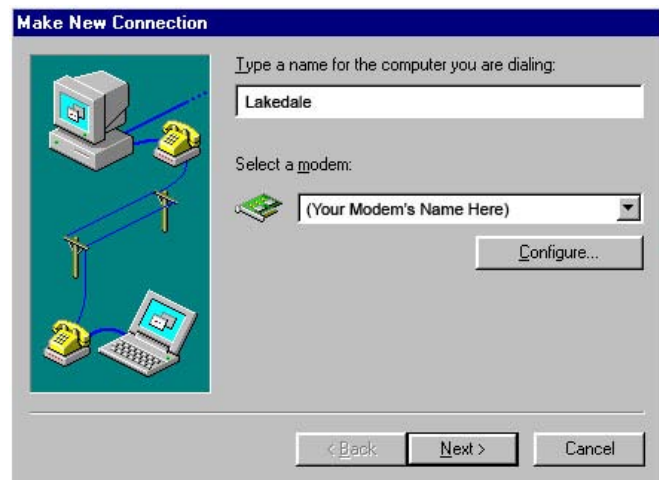 Make New Connection
Type a name for the computer you are dialing:
Lakedale
Select a modem:
(Your Modem's Name Here)
Configure...
< Back
Next >
Cancel